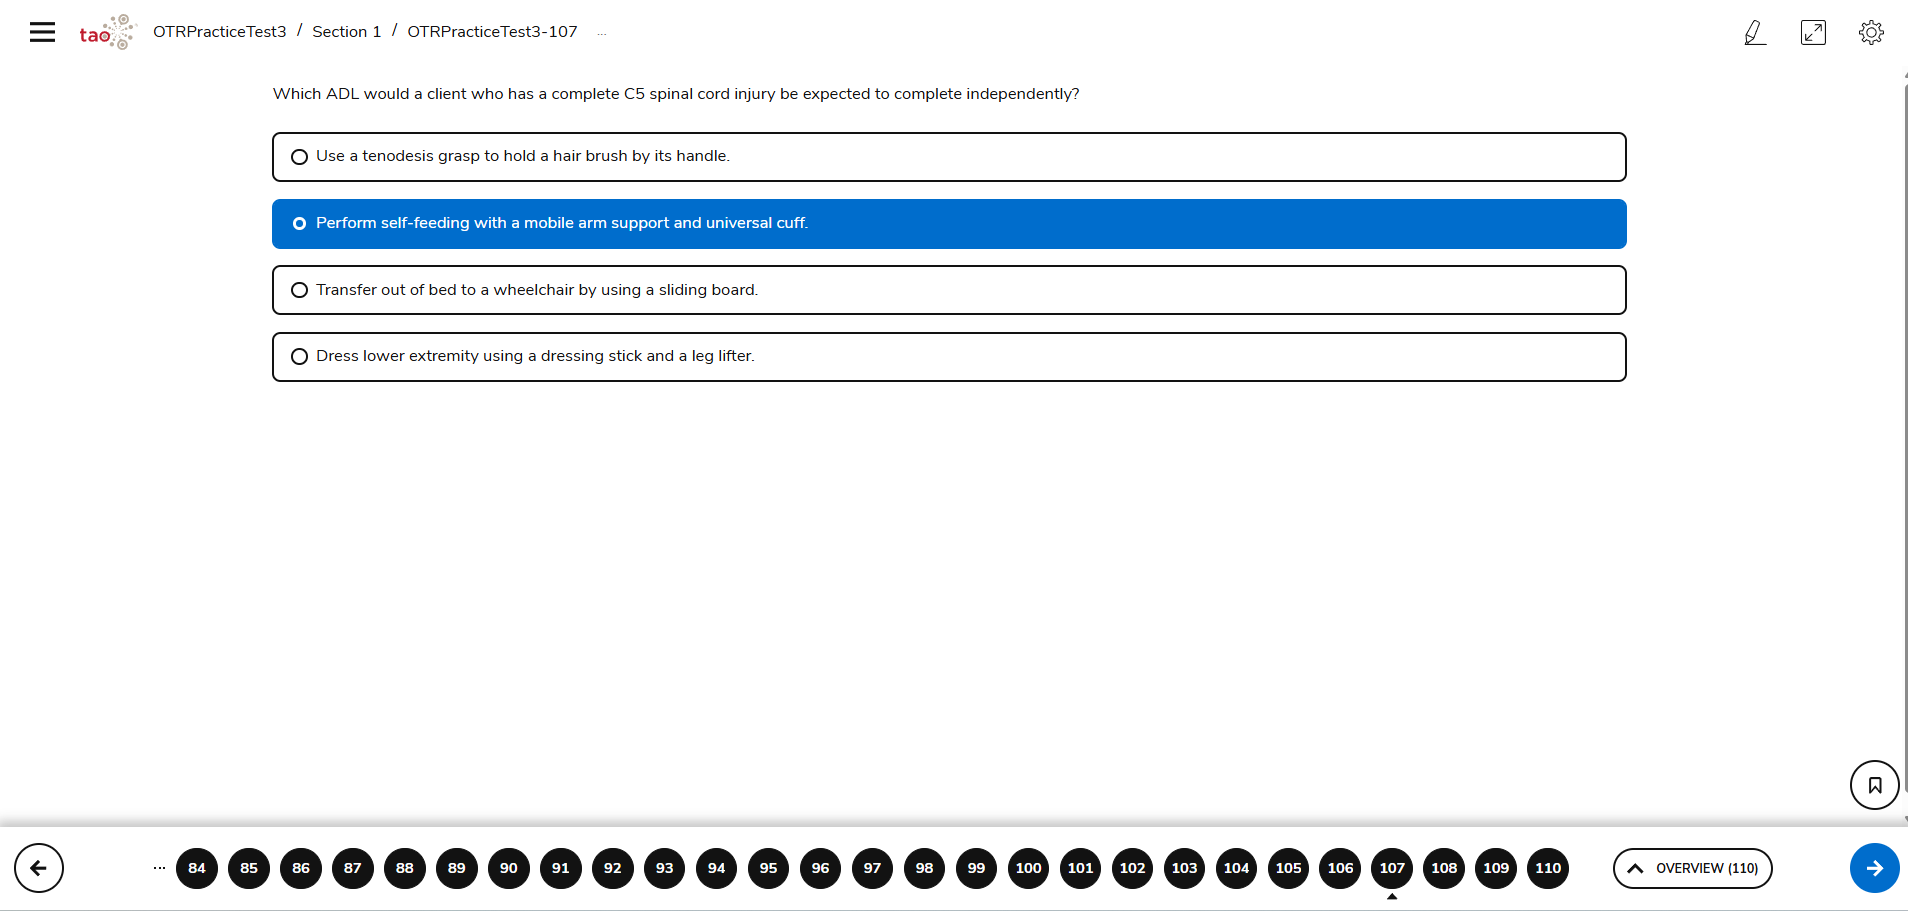 tao
OTRPracticeTest3 / Section 1 / OTRPracticeTest3-107 ...
Which ADL would a client who has a complete C5 spinal cord injury be expected to complete independently?
Use a tenodesis grasp to hold a hair brush by its handle.
Perform self-feeding with a mobile arm support and universal cuff.
Transfer out of bed to a wheelchair by using a sliding board.
Dress lower extremity using a dressing stick and a leg lifter.
... 84 85 86 87 88 89 90 91 92 93 94 95 96 97 98 99 100 101 102 103 104 105 106 107 108 109 110 OVERVIEW (110)